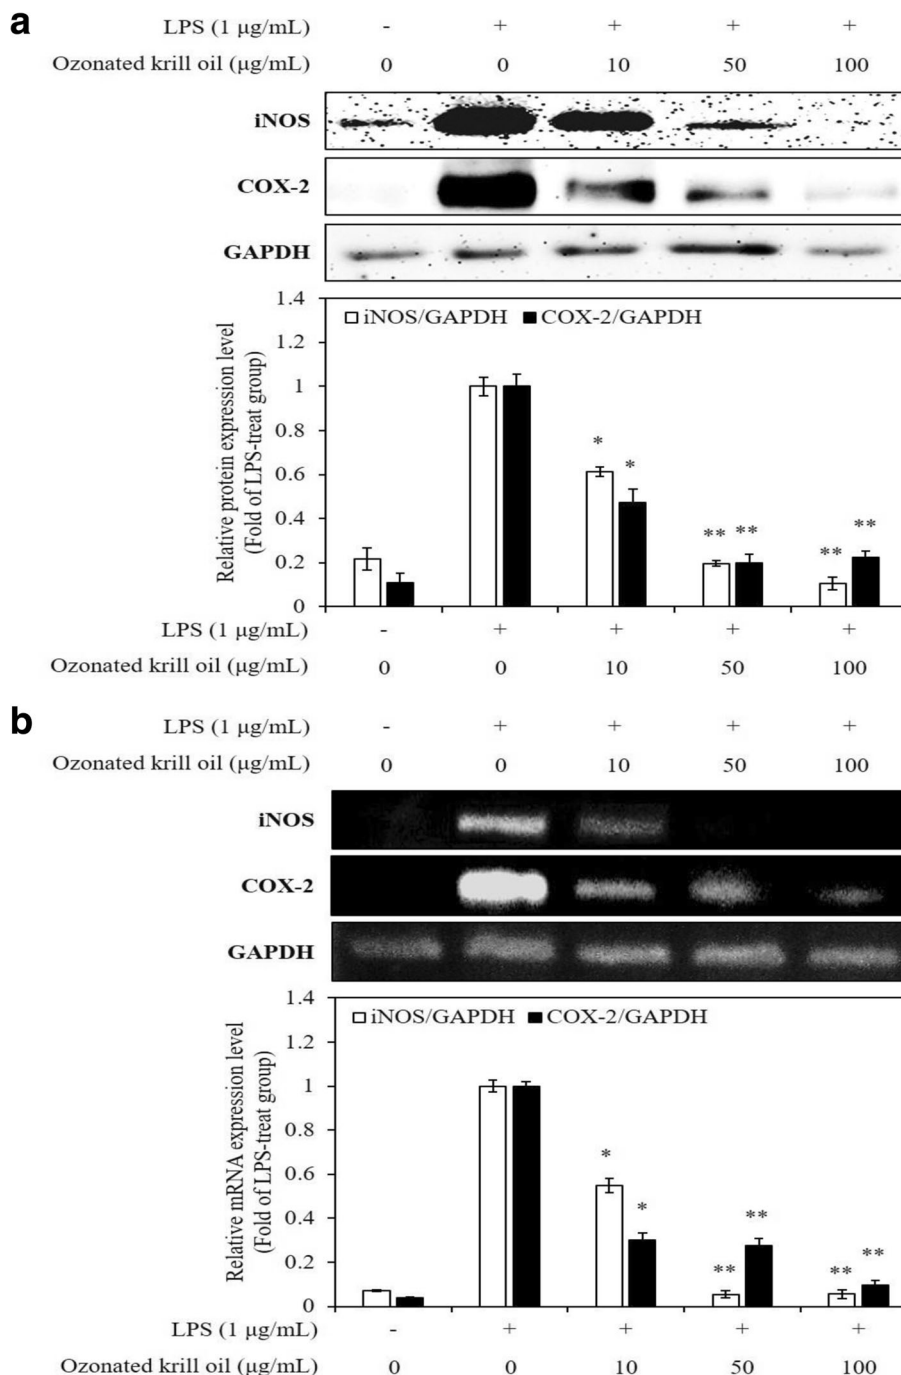 a
LPS (1 μg/mL) - + + + +
Ozonated krill oil (μg/mL) 0 0 10 50 100
iNOS
COX-2
GAPDH
1.4
iNOS/GAPDH COX-2/GAPDH
1.2
1
0.8
0.6
0.4
0.2
0
Relative protein expression level
(Fold of LPS-treat group)
* *
** ** ** **
LPS (1 μg/mL) - + + + +
Ozonated krill oil (μg/mL) 0 0 10 50 100
b
LPS (1 μg/mL) - + + + +
Ozonated krill oil (μg/mL) 0 0 10 50 100
iNOS
COX-2
GAPDH
1.4
iNOS/GAPDH COX-2/GAPDH
1.2
1
0.8
0.6
0.4
0.2
0
Relative mRNA expression level
(Fold of LPS-treat group)
* *
** ** ** **
LPS (1 μg/mL) - + + + +
Ozonated krill oil (μg/mL) 0 0 10 50 100